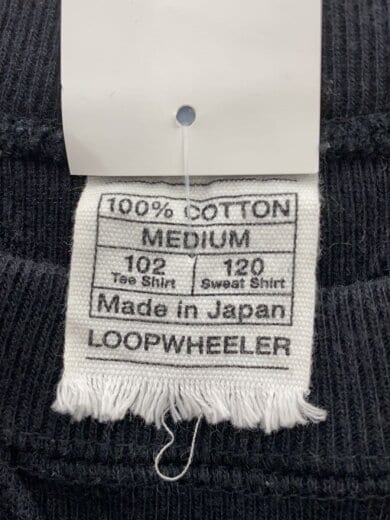 100% COTTON
MEDIUM
102 120
Tee Shirt Sweat Shirt
Made in Japan
LOOPWHEELER